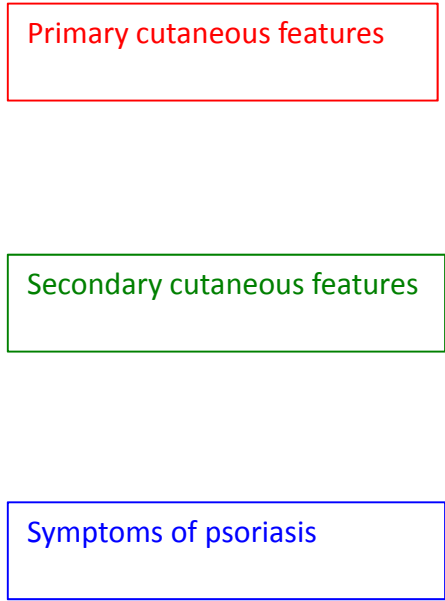 Primary cutaneous features
Secondary cutaneous features
Symptoms of psoriasis